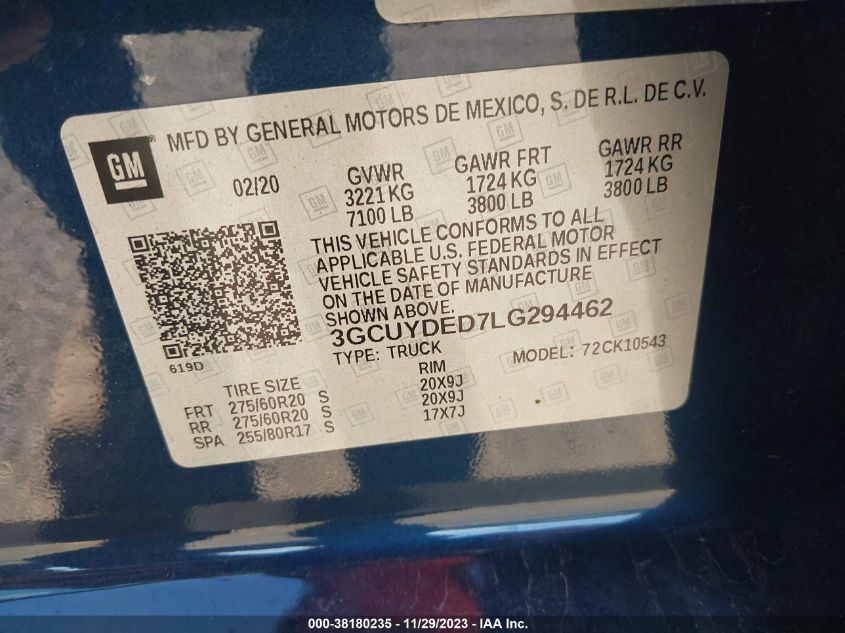 GM
MFD BY GENERAL MOTORS DE MEXICO, S. DE R.L. DE C.V.
02/20
GVWR
3221 KG
7100 LB
GAWR FRT
1724 KG
3800 LB
GAWR RR
1724 KG
3800 LB
THIS VEHICLE CONFORMS TO ALL
APPLICABLE U.S. FEDERAL MOTOR
VEHICLE SAFETY STANDARDS IN EFFECT
ON THE DATE OF MANUFACTURE
SHOWN ABOVE.
3GCUYDED7LG294462
TYPE: TRUCK
MODEL: 72CK10543
619D
TIRE SIZE RIM
FRT 275/60R20 S 20X9J
RR 275/60R20 S 20X9J
SPA 255/80R17 S 17X7J
000-38180235 - 11/29/2023 - IAA Inc.